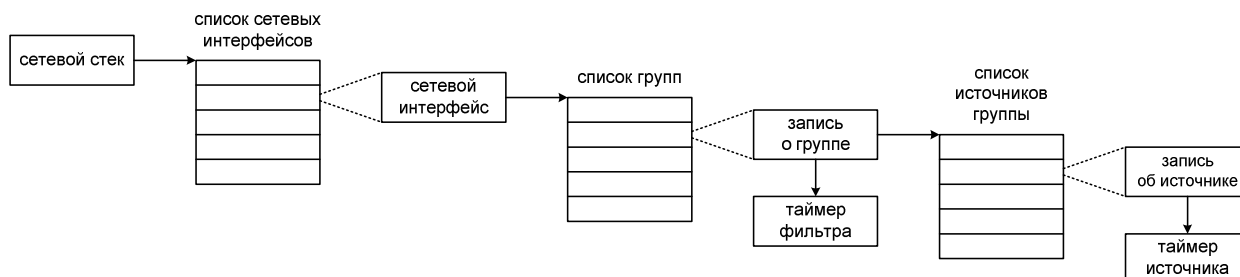 сетевой стек
список сетевых
интерфейсов
сетевой
интерфейс
список групп
запись
о группе
таймер
фильтра
список
источников
группы
запись
об источнике
таймер
источника